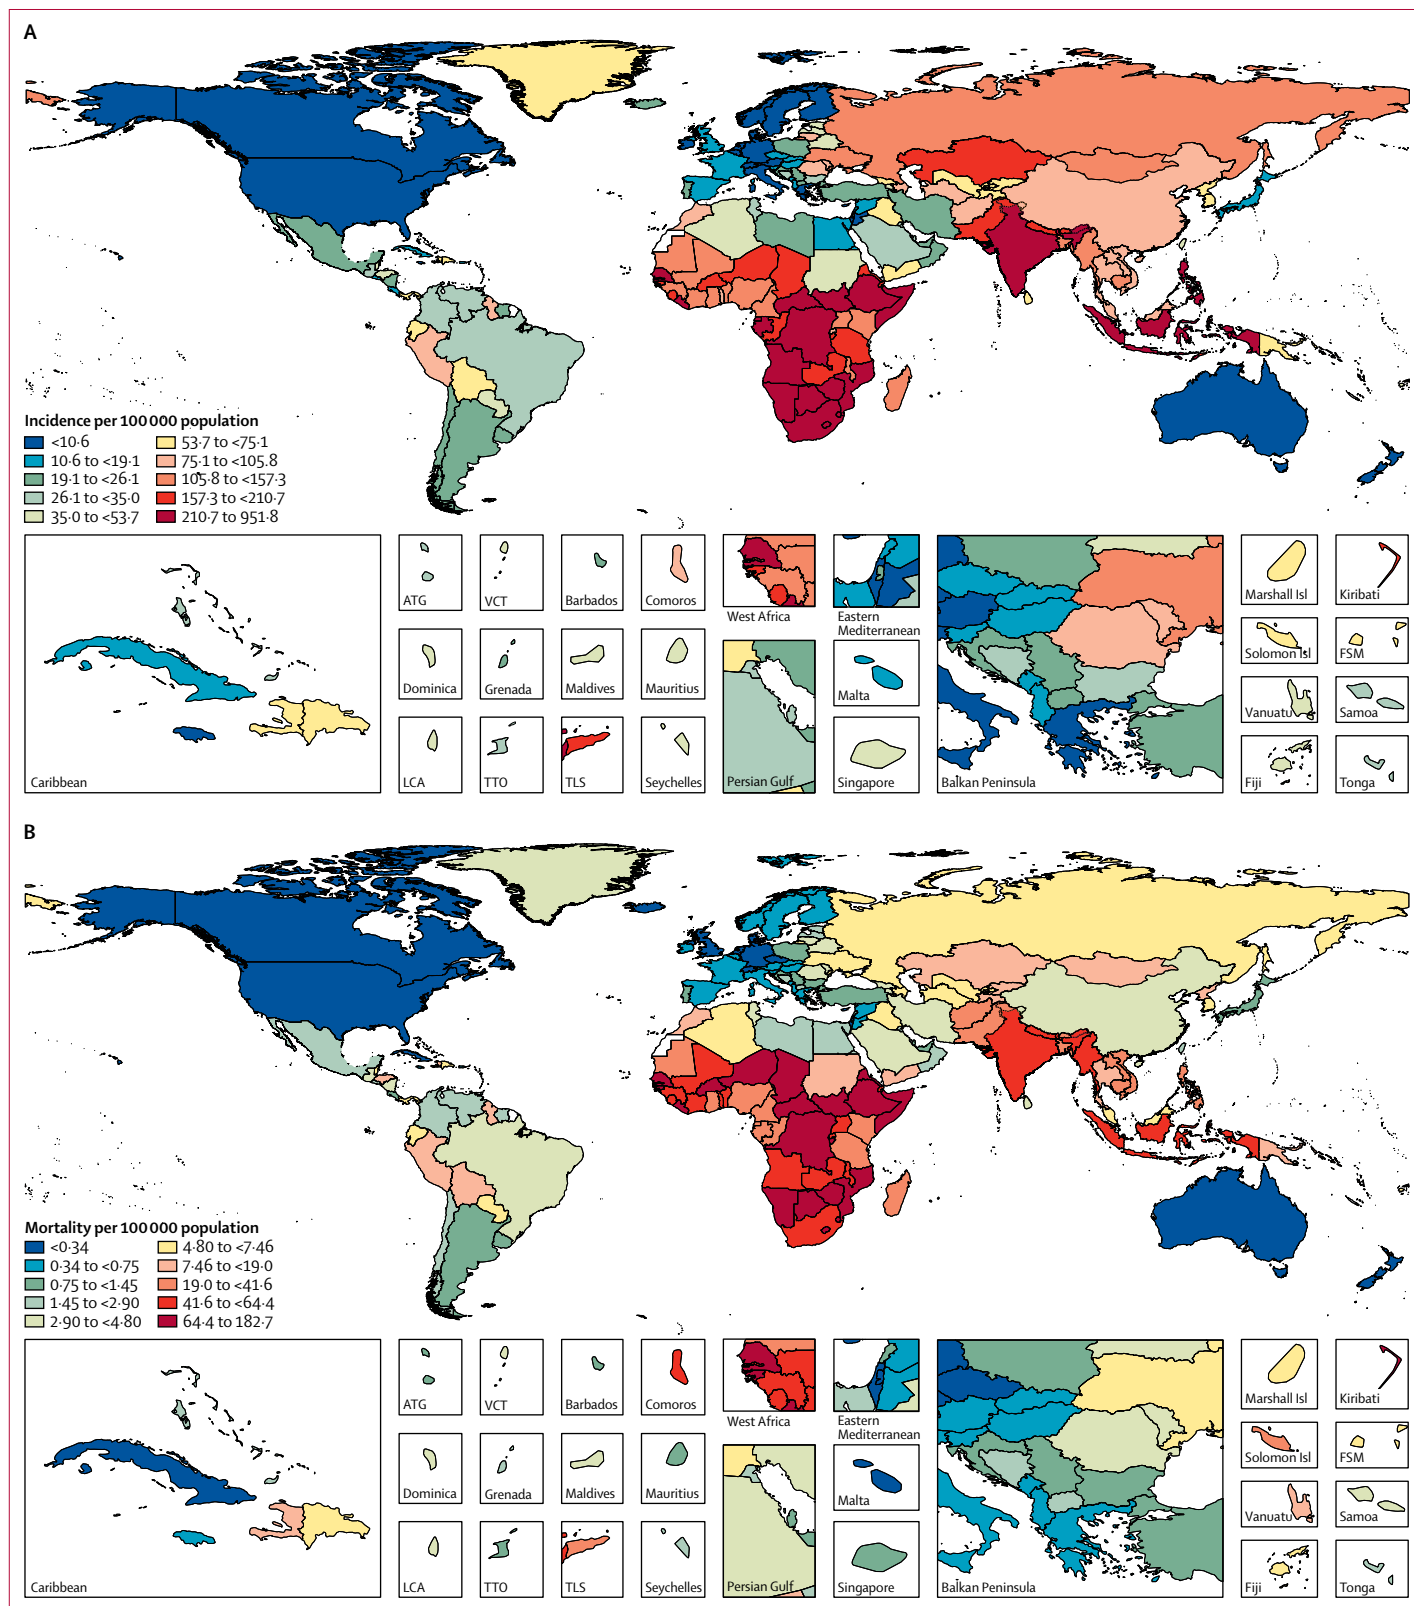 A
Incidence per 100 000 population
<10·6
10·6 to <19·1
19·1 to <26·1
26·1 to <35·0
35·0 to <53·7
53·7 to <75·1
75·1 to <105.8
105·8 to <157·3
157·3 to <210·7
210·7 to 951·8
ATG
VCT
Barbados
Comoros
West Africa
Eastern
Mediterranean
Marshall Isl
Kiribati
Dominica
Grenada
Maldives
Mauritius
Malta
Solomon Isl
FSM
Vanuatu
Samoa
Caribbean
LCA
TTO
TLS
Seychelles
Persian Gulf
Singapore
Balkan Peninsula
Fiji
Tonga
B
Mortality per 100 000 population
<0·34
0·34 to <0·75
0·75 to <1·45
1·45 to <2·90
2·90 to <4·80
4·80 to <7·46
7·46 to <19·0
19·0 to <41·6
41·6 to <64·4
64·4 to 182·7
ATG
VCT
Barbados
Comoros
West Africa
Eastern
Mediterranean
Marshall Isl
Kiribati
Dominica
Grenada
Maldives
Mauritius
Malta
Solomon Isl
FSM
Vanuatu
Samoa
Caribbean
LCA
TTO
TLS
Seychelles
Persian Gulf
Singapore
Balkan Peninsula
Fiji
Tonga